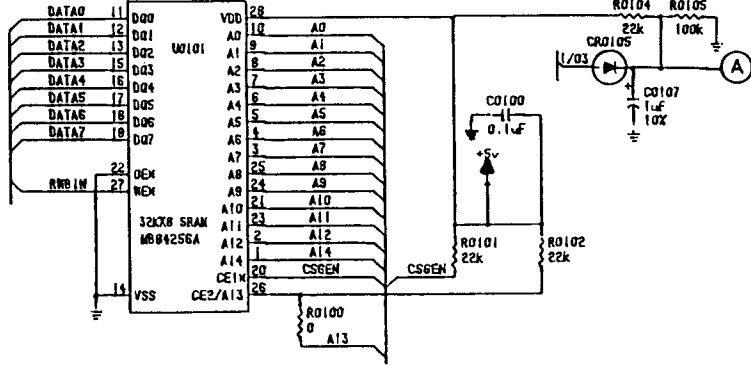 DATA0 11 DQ0 VDD 28
DATA1 12 DQ1 A0 10 A0
DATA2 13 DQ2 U0101 A1 9 A1
DATA3 15 DQ3 A2 8 A2
DATA4 16 DQ4 A3 7 A3
DATA5 17 DQ5 A4 6 A4
DATA6 18 DQ6 A5 5 A5
DATA7 19 DQ7 A6 4 A6
A7 3 A7
22 OEX A8 25 A8
RWBIN 27 WEX A9 24 A9
A10 21 A10
32KX8 SRAM A11 23 A11
MB84256A A12 2 A12
A14 1 A14
CE1X 20 CSGEN
14 VSS CE2/A13 26
R0100
0
A13
CSGEN
R0101
22k
R0102
22k
+5v
C0100
0.1uF
R0104
22k
R0105
100k
CR0105
1/03
A
+
C0107
1uF
10%